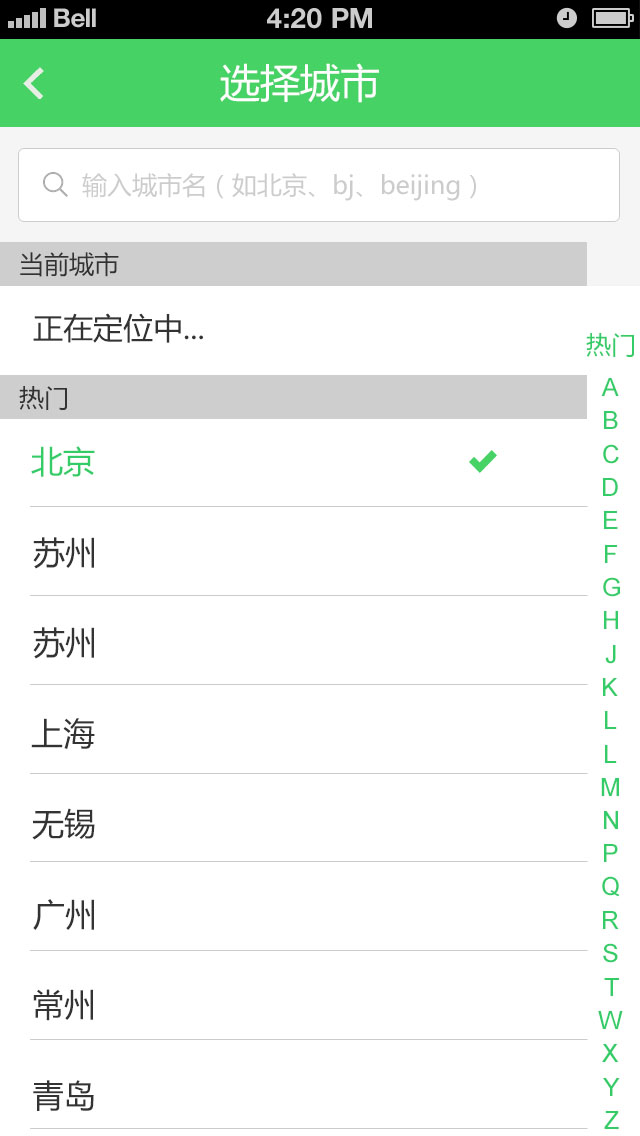 Bell 4:20 PM
选择城市
输入城市名（如北京、bj、beijing）
当前城市
正在定位中...
热门
北京
苏州
苏州
上海
无锡
广州
常州
青岛
热门
A
B
C
D
E
F
G
H
J
K
L
L
M
N
P
Q
R
S
T
W
X
Y
Z